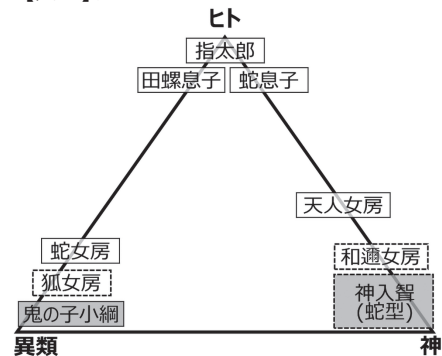 ヒト
指太郎
田螺息子
蛇息子
天人女房
蛇女房
和邇女房
狐女房
神入聟
(蛇型)
鬼の子小綱
異類
神